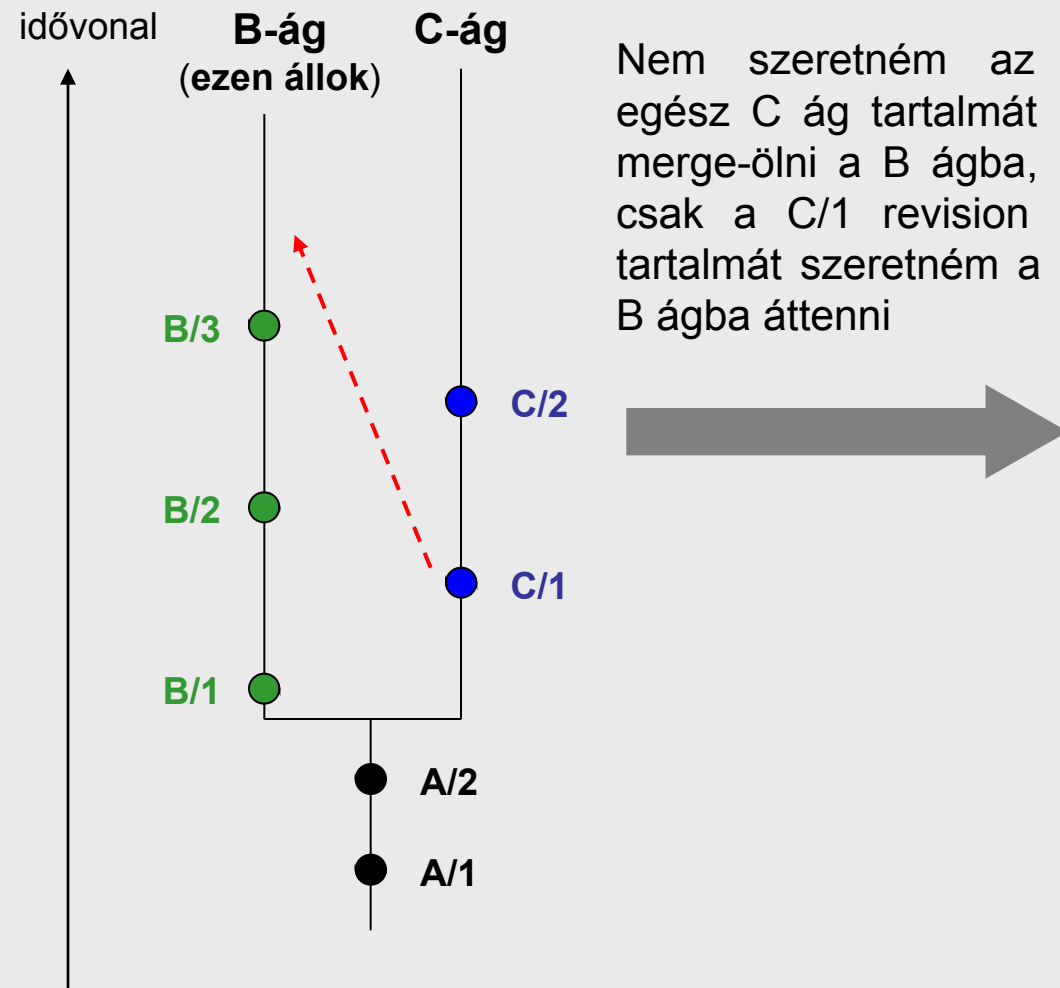 idővonal
B-ág
(ezen állok)
C-ág
Nem szeretném az
egész C ág tartalmát
merge-ölni a B ágba,
csak a C/1 revision
tartalmát szeretném a
B ágba áttenni
B/3
C/2
B/2
C/1
B/1
A/2
A/1